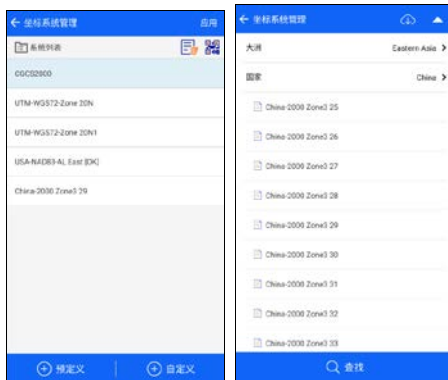 坐标系统管理
应用
系统列表
CGCS2000
UTM-WGS72-Zone 20N
UTM-WGS72-Zone 20N1
USA-NAD83-AL East [OK]
China-2000 Zone3 29
预定义
自定义
坐标系统管理
大洲 Eastern Asia
国家 China
China-2000 Zone3 25
China-2000 Zone3 26
China-2000 Zone3 27
China-2000 Zone3 28
China-2000 Zone3 29
China-2000 Zone3 30
China-2000 Zone3 31
China-2000 Zone3 32
China-2000 Zone3 33
查找